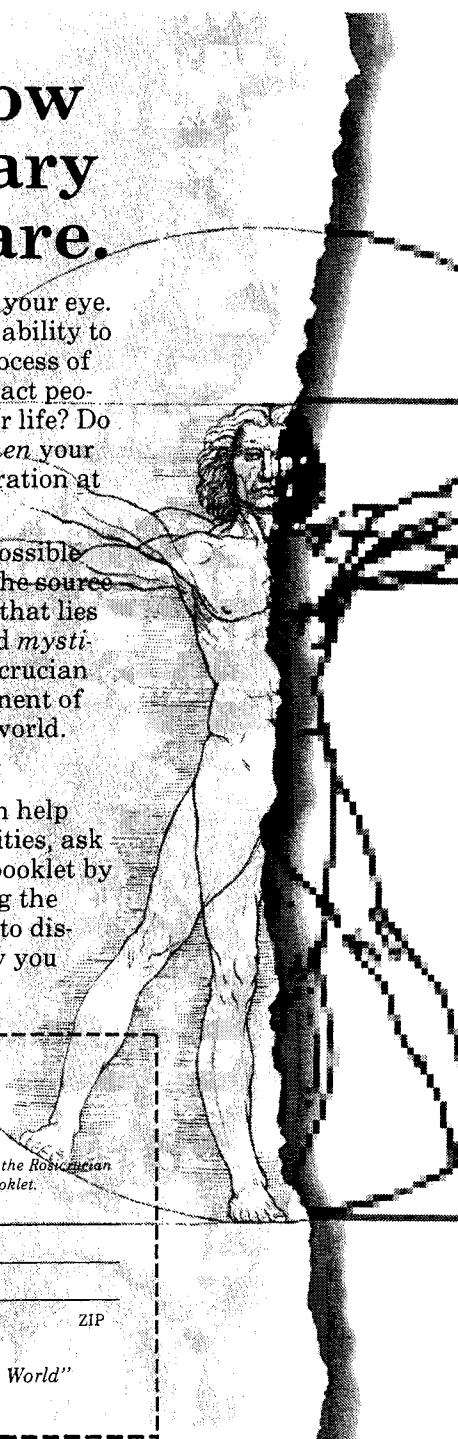 ow
ary
are.
your eye.
ability to
ocess of
act peo-
r life? Do
en your
ration at
ossible
he source
that lies
d mysti-
crucian
nent of
world.
n help
ities, ask
ooklet by
g the
to dis-
y you
the Rosicrucian
oklet.
ZIP
World"